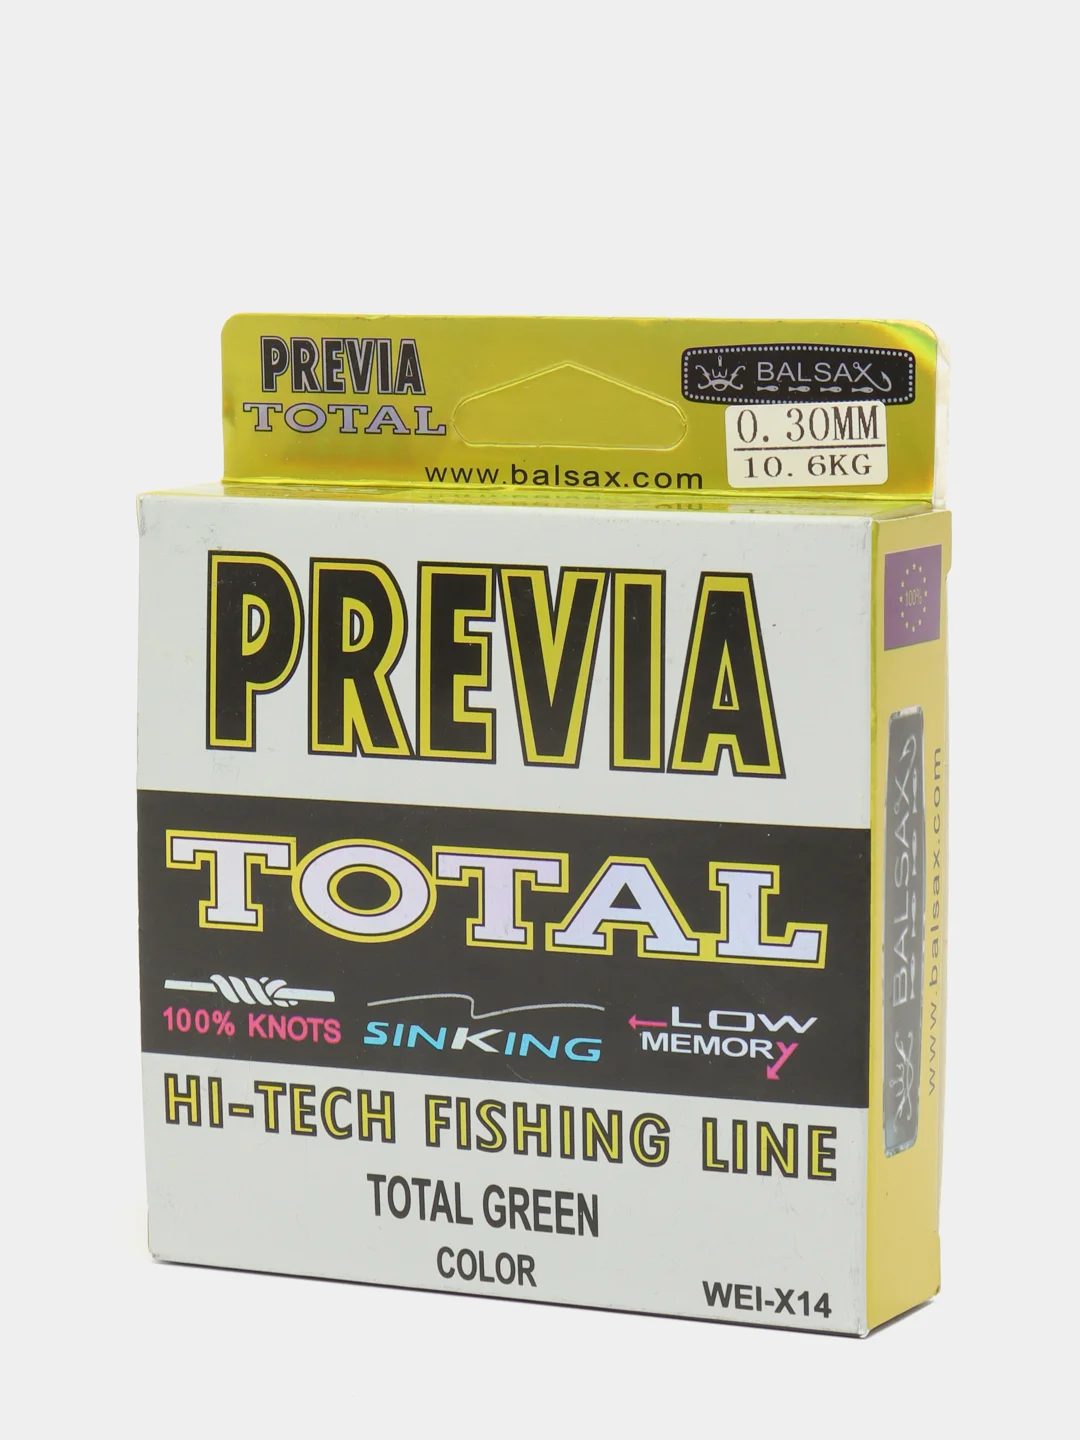 PREVIA
TOTAL
BALSAX
0.30MM
10.6KG
www.balsax.com
PREVIA
TOTAL
100% KNOTS
SINKING
LOW
MEMORY
HI-TECH FISHING LINE
TOTAL GREEN
COLOR
WEI-X14
100%
BALSAX
www.balsax.com